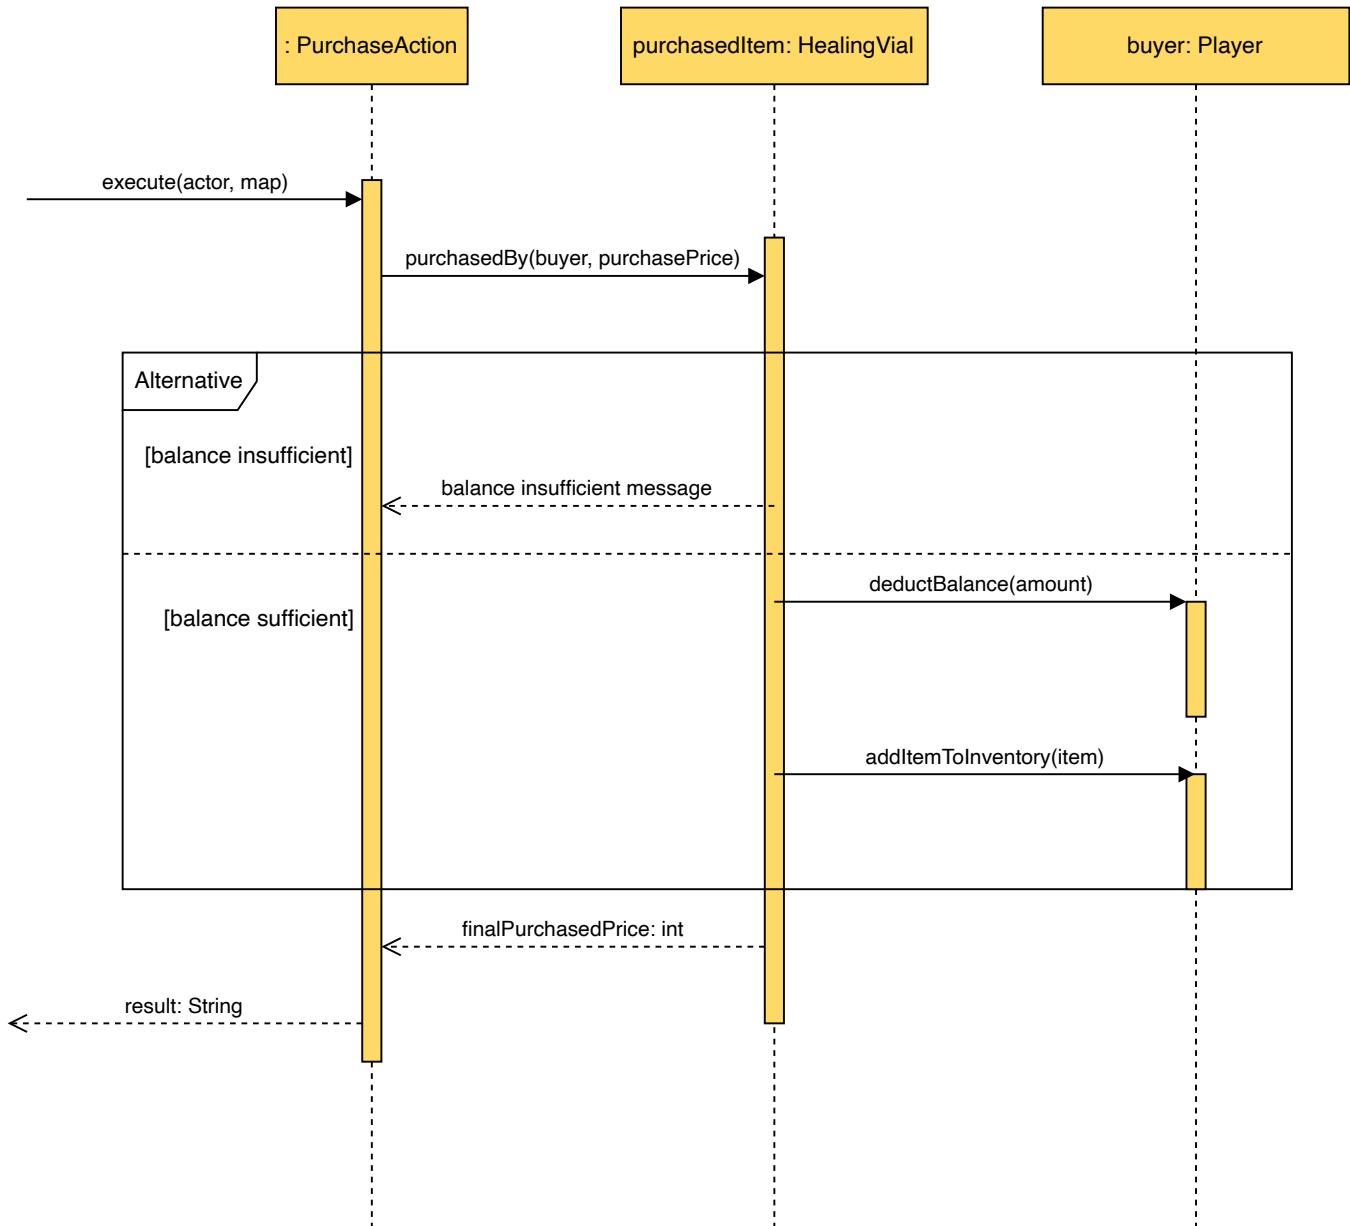 : PurchaseAction
purchasedItem: HealingVial
buyer: Player
execute(actor, map)
purchasedBy(buyer, purchasePrice)
Alternative
[balance insufficient]
balance insufficient message
deductBalance(amount)
[balance sufficient]
addItemToInventory(item)
finalPurchasedPrice: int
result: String